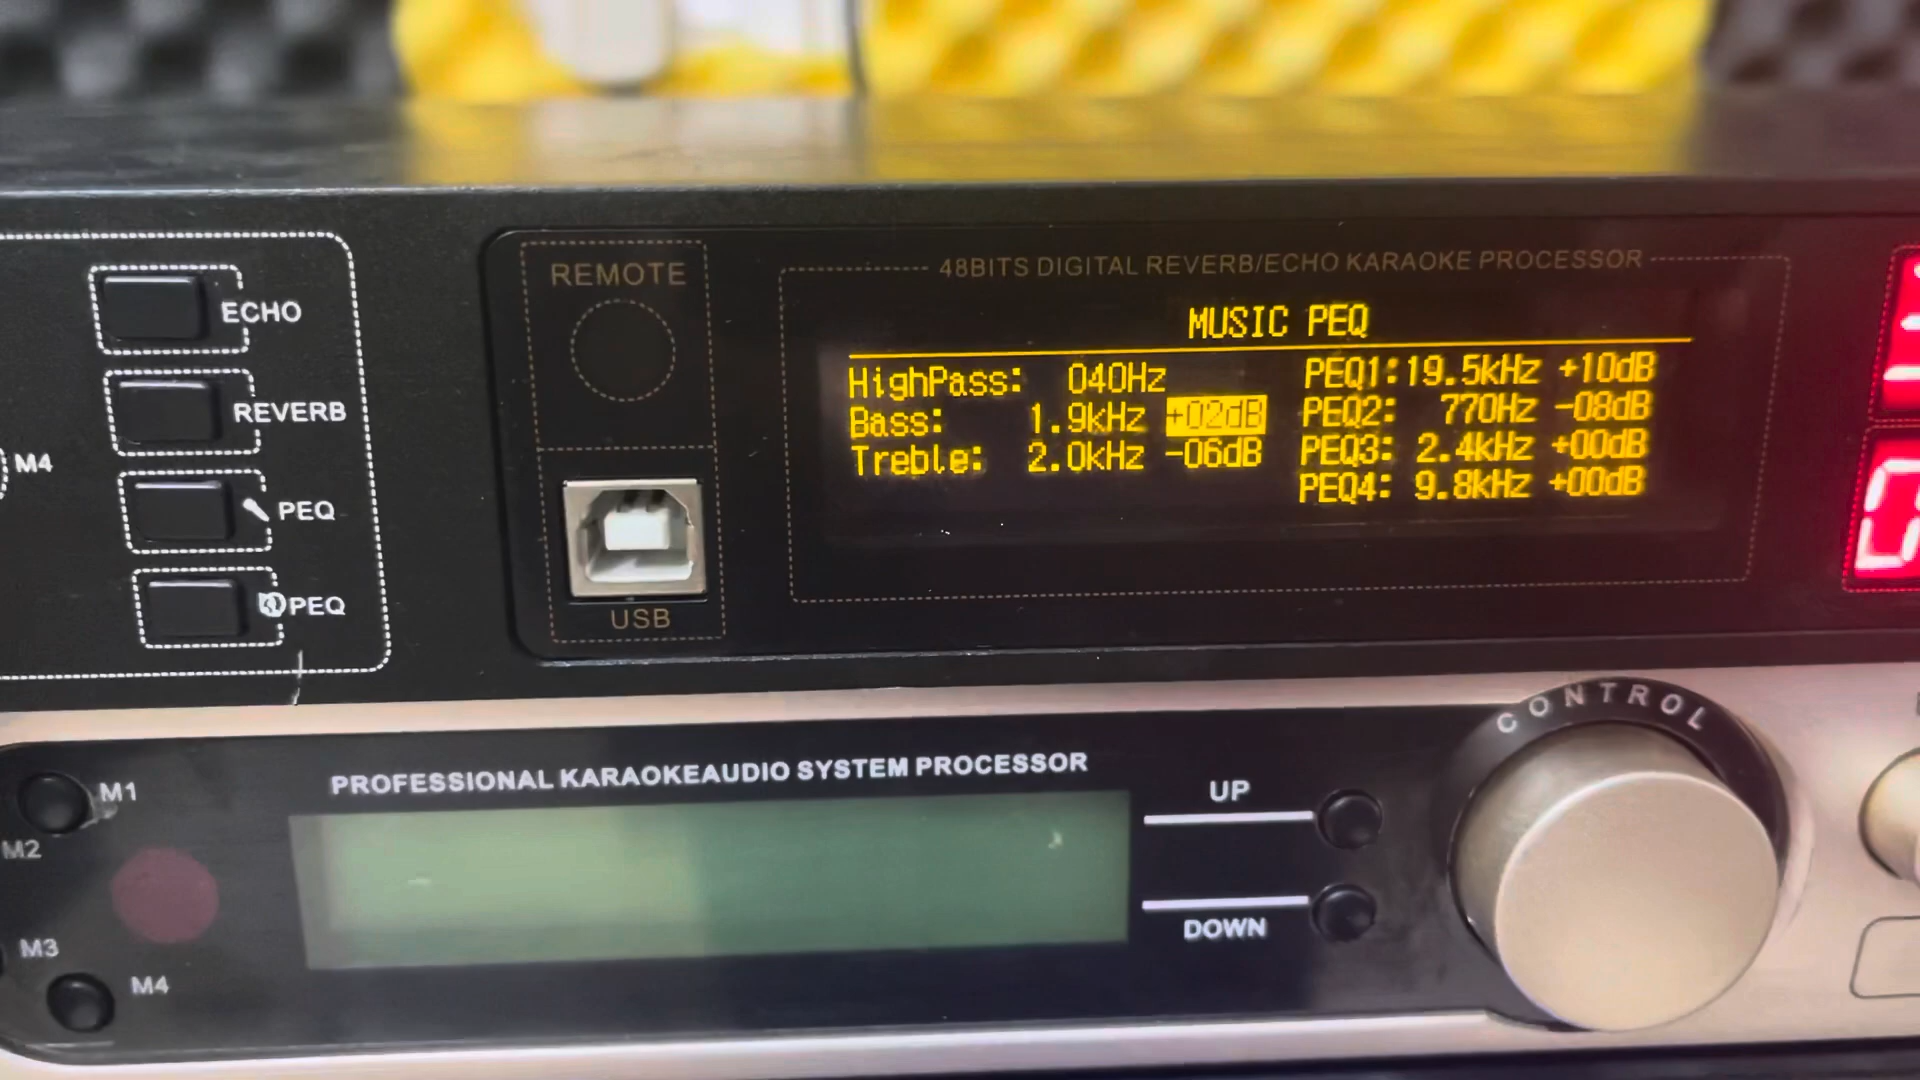 ECHO
REVERB
M4
PEQ
PEQ
REMOTE
USB
48BITS DIGITAL REVERB/ECHO KARAOKE PROCESSOR
MUSIC PEQ
HighPass: 040Hz
Bass: 1.9kHz +02dB
Treble: 2.0kHz -06dB
PEQ1:19.5kHz +10dB
PEQ2: 770Hz -08dB
PEQ3: 2.4kHz +00dB
PEQ4: 9.8kHz +00dB
PROFESSIONAL KARAOKEAUDIO SYSTEM PROCESSOR
M1
M2
M3
M4
UP
DOWN
CONTROL